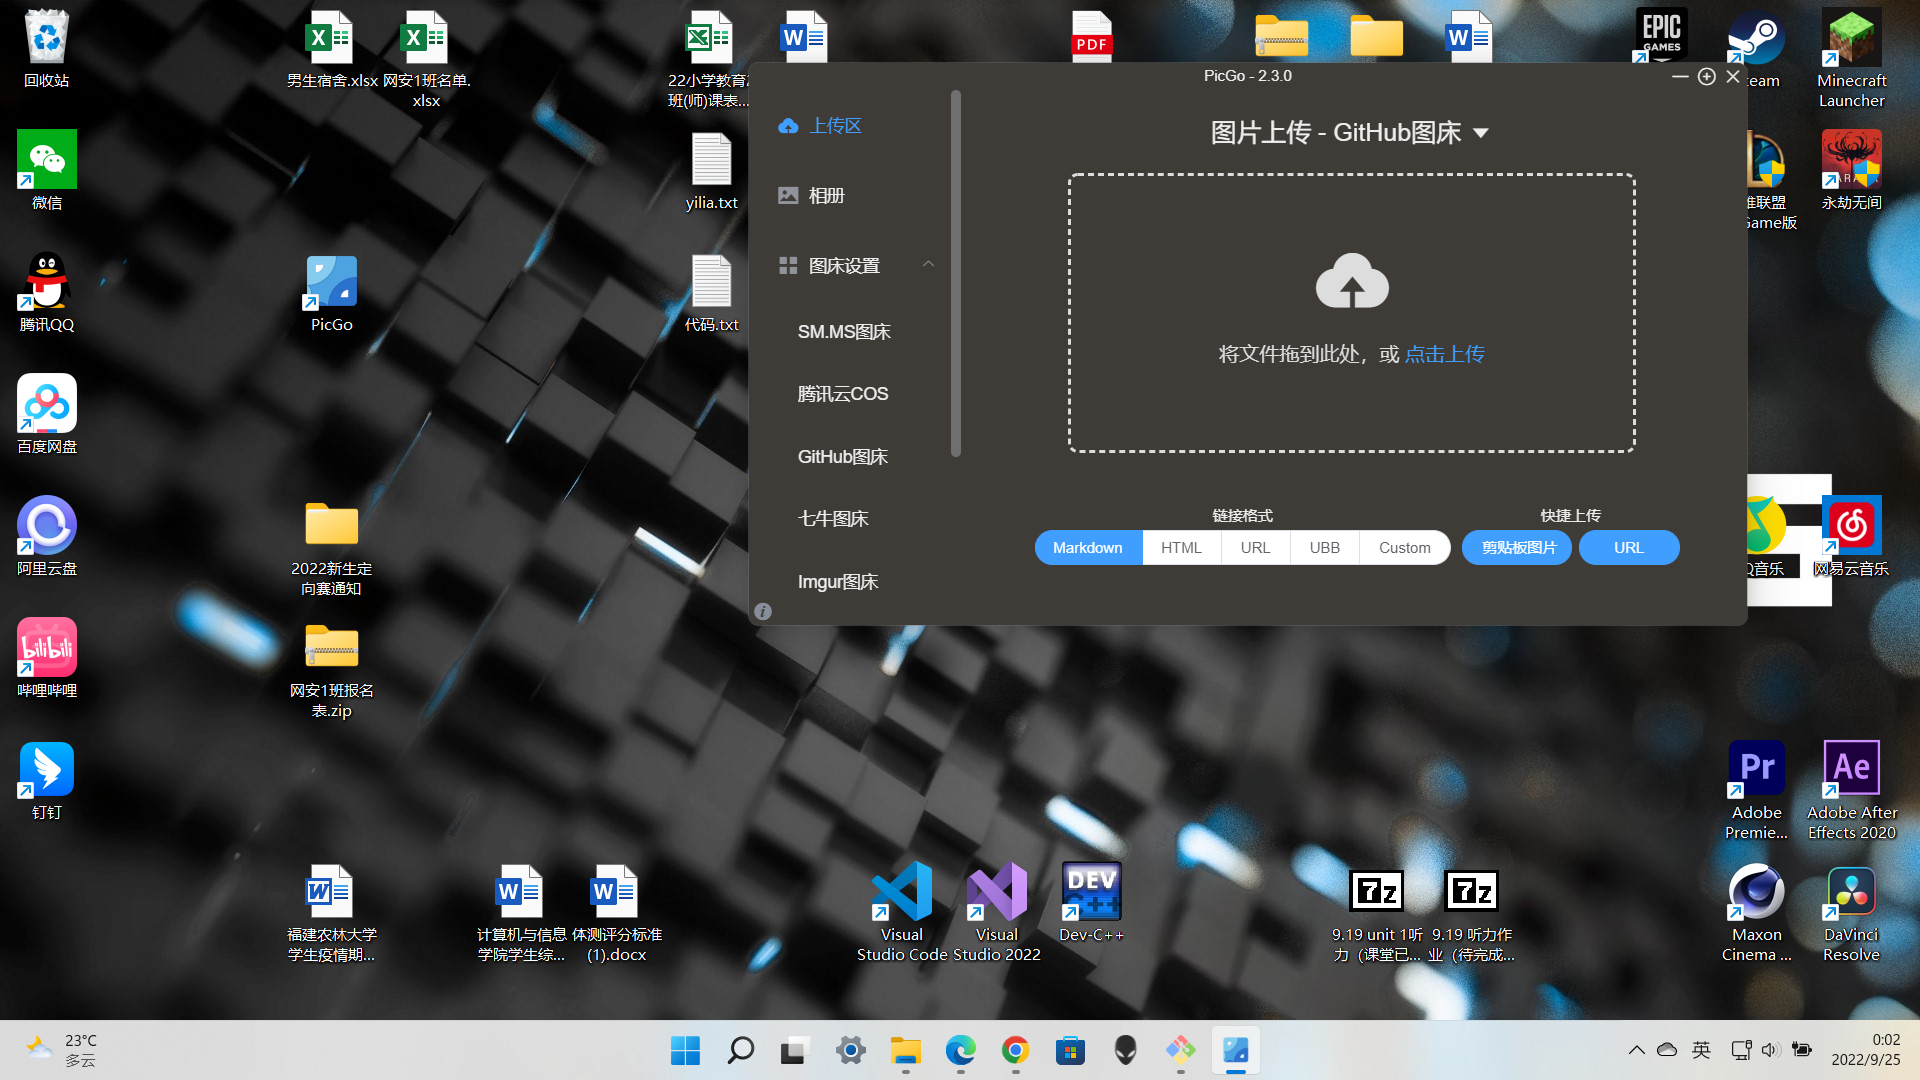 回收站
男生宿舍.xlsx
网安1班名单.
xlsx
22小学教育2
班(师)课表...
PDF
EPIC
GAMES
Minecraft
Launcher
微信
yilia.txt
永劫无间
腾讯QQ
PicGo
代码.txt
百度网盘
阿里云盘
2022新生定
向赛通知
网易云音乐
bilibili
哔哩哔哩
网安1班报名
表.zip
钉钉
PicGo - 2.3.0
上传区
相册
图床设置
SM.MS图床
腾讯云COS
GitHub图床
七牛图床
Imgur图床
图片上传 - GitHub图床
将文件拖到此处，或 点击上传
链接格式
快捷上传
Markdown
HTML
URL
UBB
Custom
剪贴板图片
URL
Pr
Adobe
Premie...
Ae
Adobe After
Effects 2020
福建农林大学
学生疫情期...
计算机与信息
学院学生综...
体测评分标准
(1).docx
Visual
Studio Code
Visual
Studio 2022
DEV
Dev-C++
7z
9.19 unit 1听
力（课堂已...
7z
9.19 听力作
业（待完成...
Maxon
Cinema ...
DaVinci
Resolve
23°C
多云
英
0:02
2022/9/25